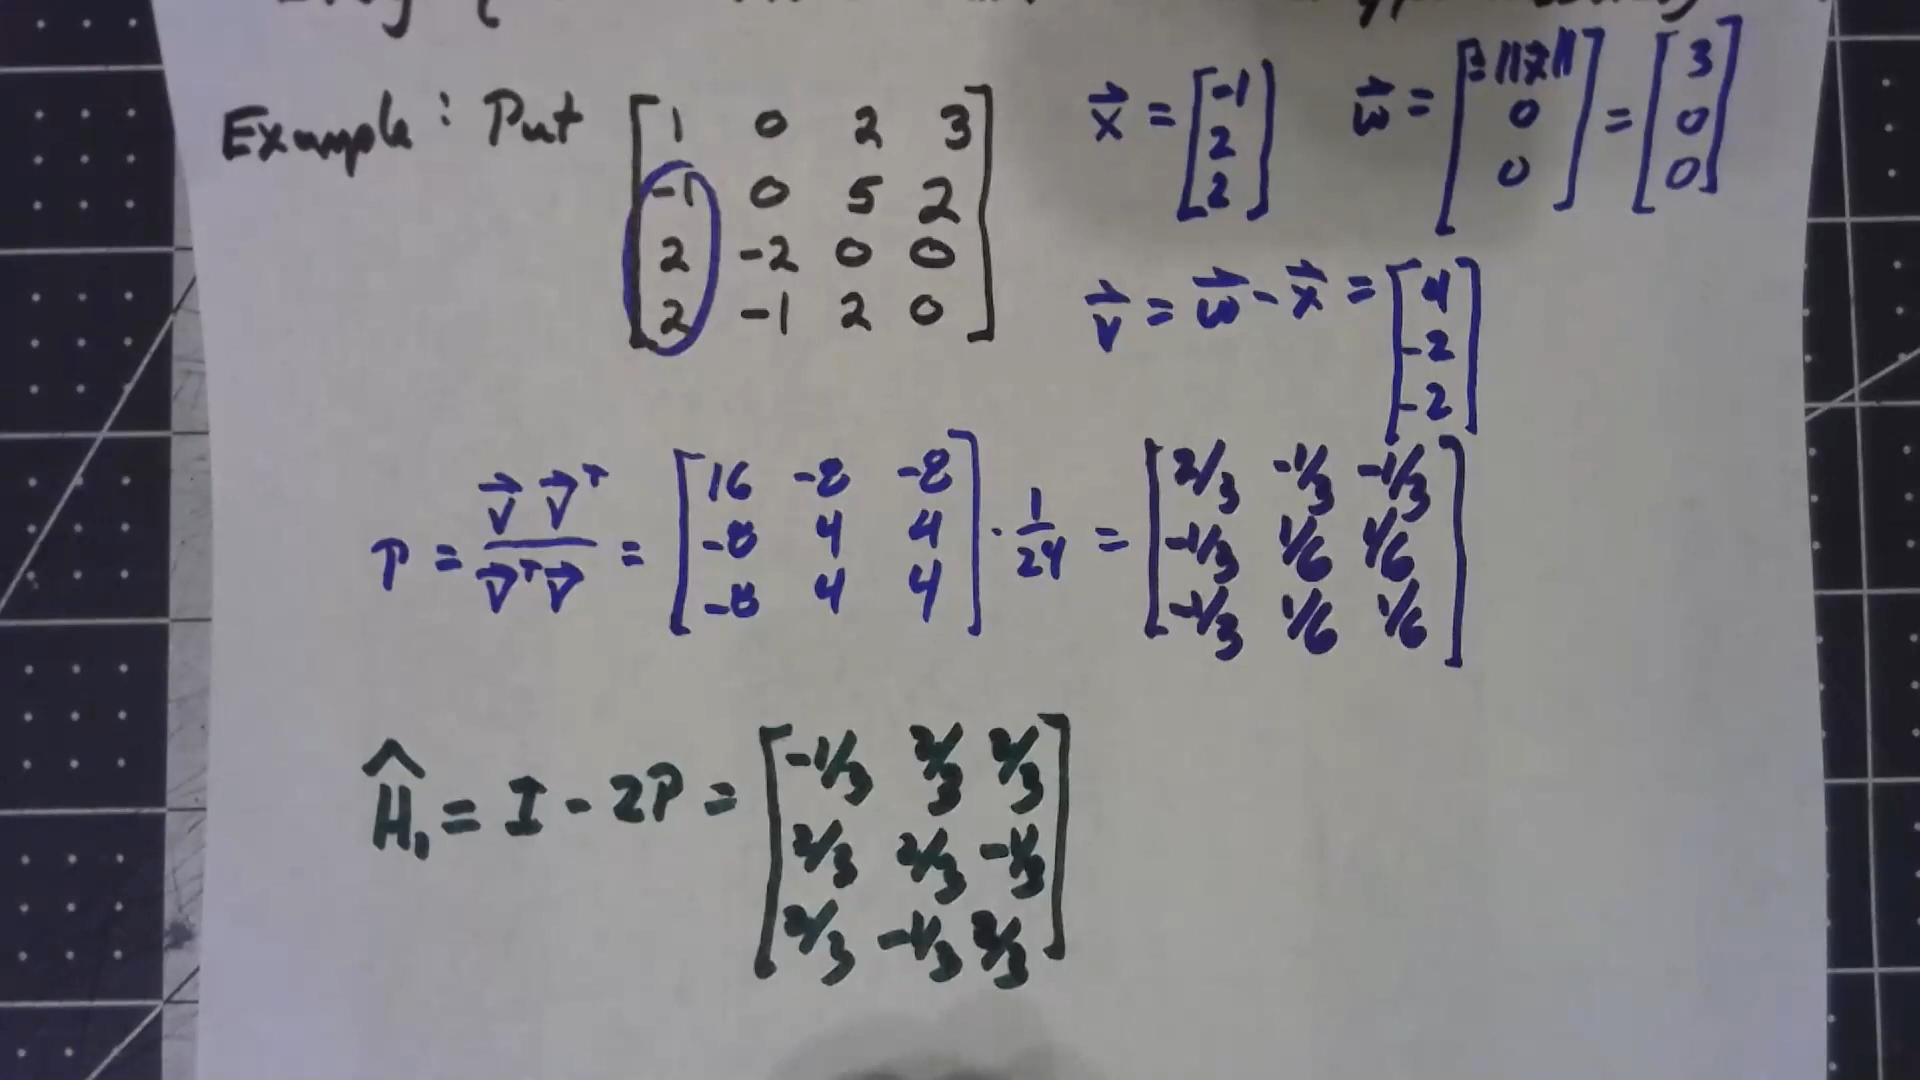 Example: Put [1 0 2 3; -1 0 5 2; 2 -2 0 0; 2 -1 2 0]
x⃗ = [-1; 2; 2] w⃗ = [±||x⃗||; 0; 0] = [3; 0; 0]
v⃗ = w⃗ - x⃗ = [4; -2; -2]
P = v⃗ v⃗ᵀ / v⃗ᵀ v⃗ = [16 -8 -8; -8 4 4; -8 4 4] · 1/24 = [2/3 -1/3 -1/3; -1/3 1/6 1/6; -1/3 1/6 1/6]
Ĥ₁ = I - 2P = [-1/3 2/3 2/3; 2/3 2/3 -1/3; 2/3 -1/3 2/3]